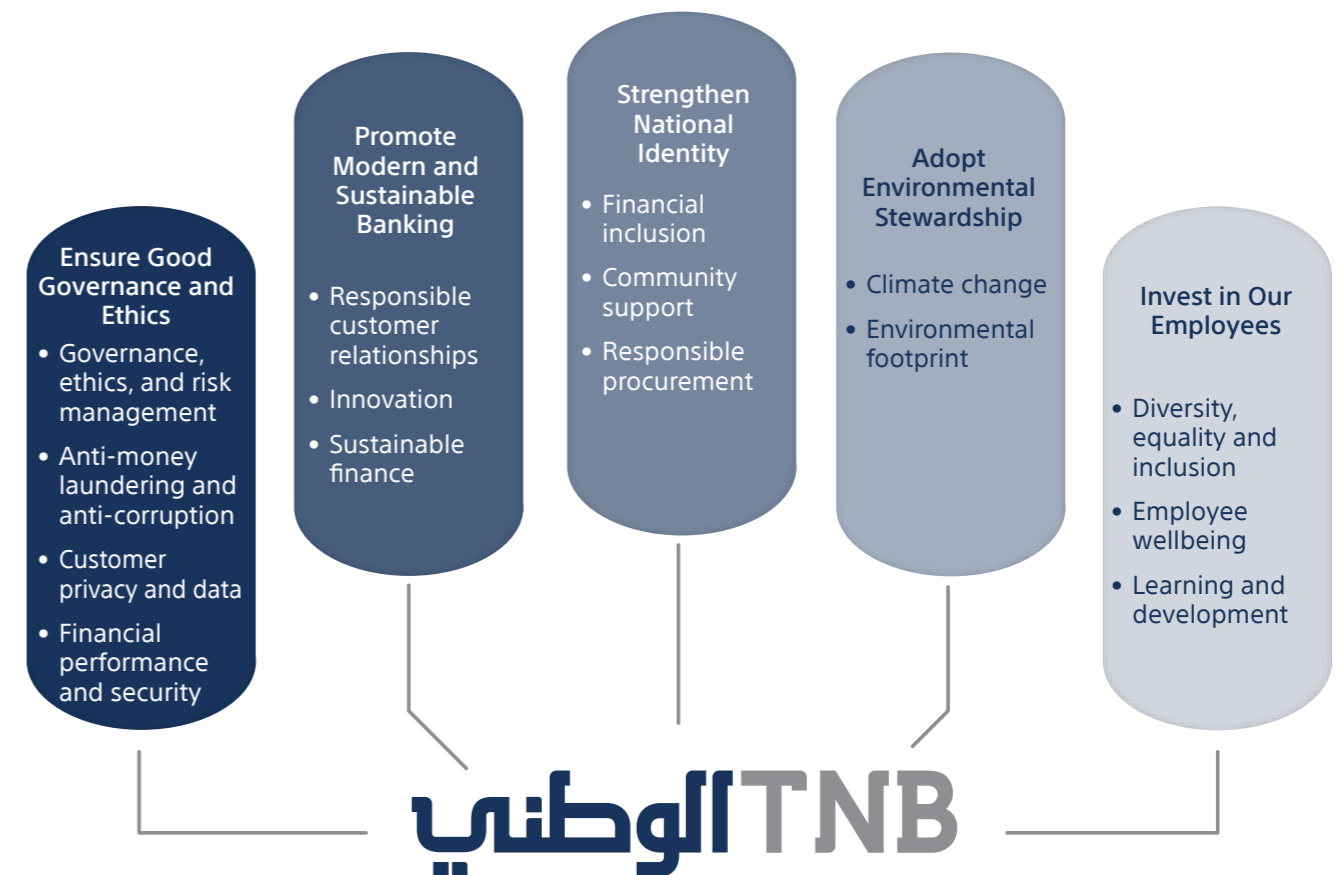 Ensure Good
Governance and
Ethics
• Governance,
ethics, and risk
management
• Anti-money
laundering and
anti-corruption
• Customer
privacy and data
• Financial
performance
and security
Promote
Modern and
Sustainable
Banking
• Responsible
customer
relationships
• Innovation
• Sustainable
finance
Strengthen
National
Identity
• Financial
inclusion
• Community
support
• Responsible
procurement
Adopt
Environmental
Stewardship
• Climate change
• Environmental
footprint
Invest in Our
Employees
• Diversity,
equality and
inclusion
• Employee
wellbeing
• Learning and
development
الوطني TNB